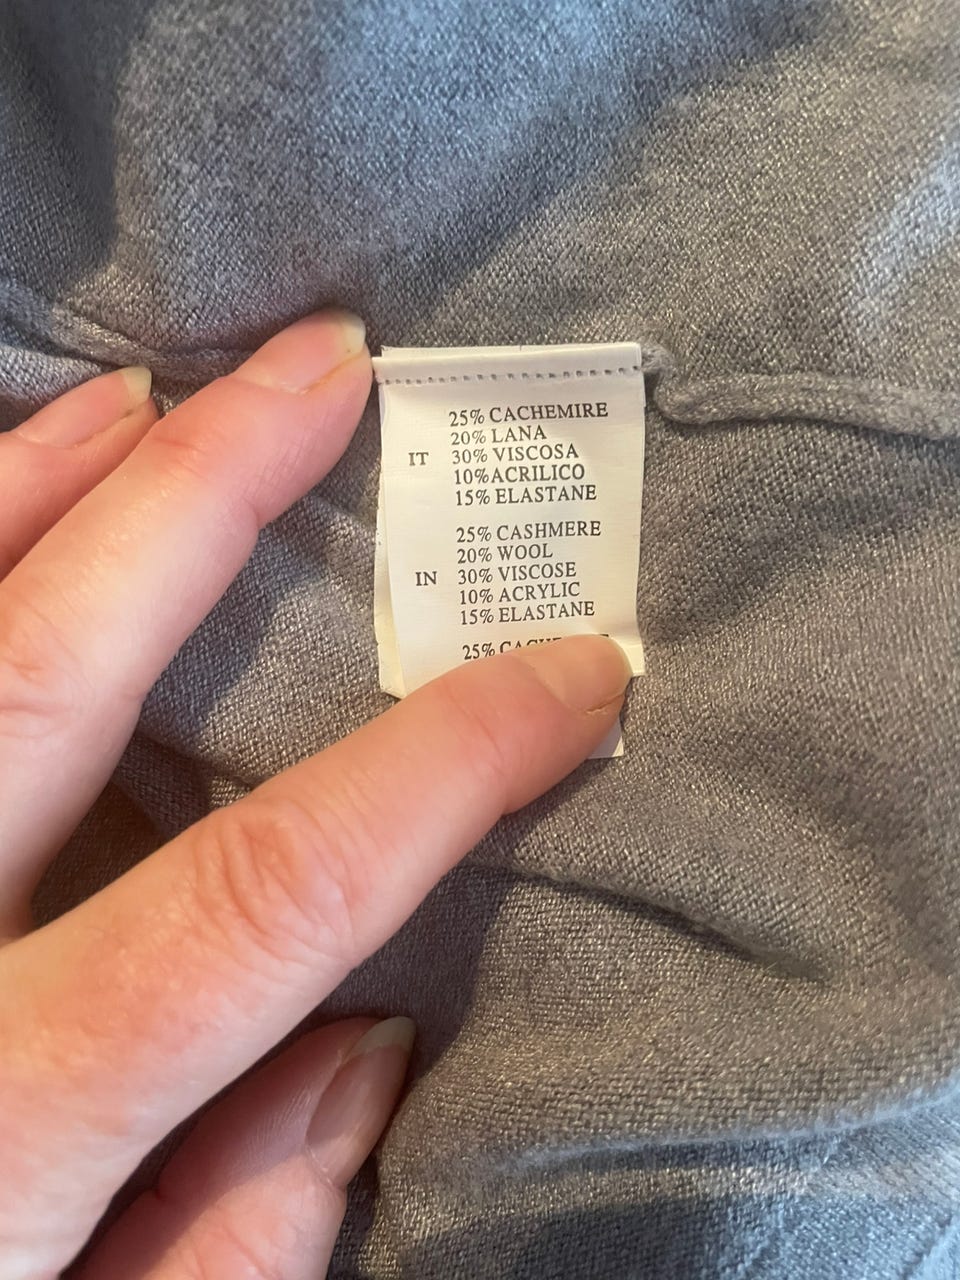 25% CACHEMIRE
20% LANA
IT 30% VISCOSA
10%ACRILICO
15% ELASTANE
25% CASHMERE
20% WOOL
IN 30% VISCOSE
10% ACRYLIC
15% ELASTANE
25%